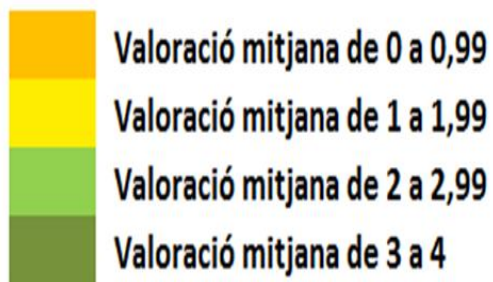 Valoració mitjana de 0 a 0,99
Valoració mitjana de 1 a 1,99
Valoració mitjana de 2 a 2,99
Valoració mitjana de 3 a 4